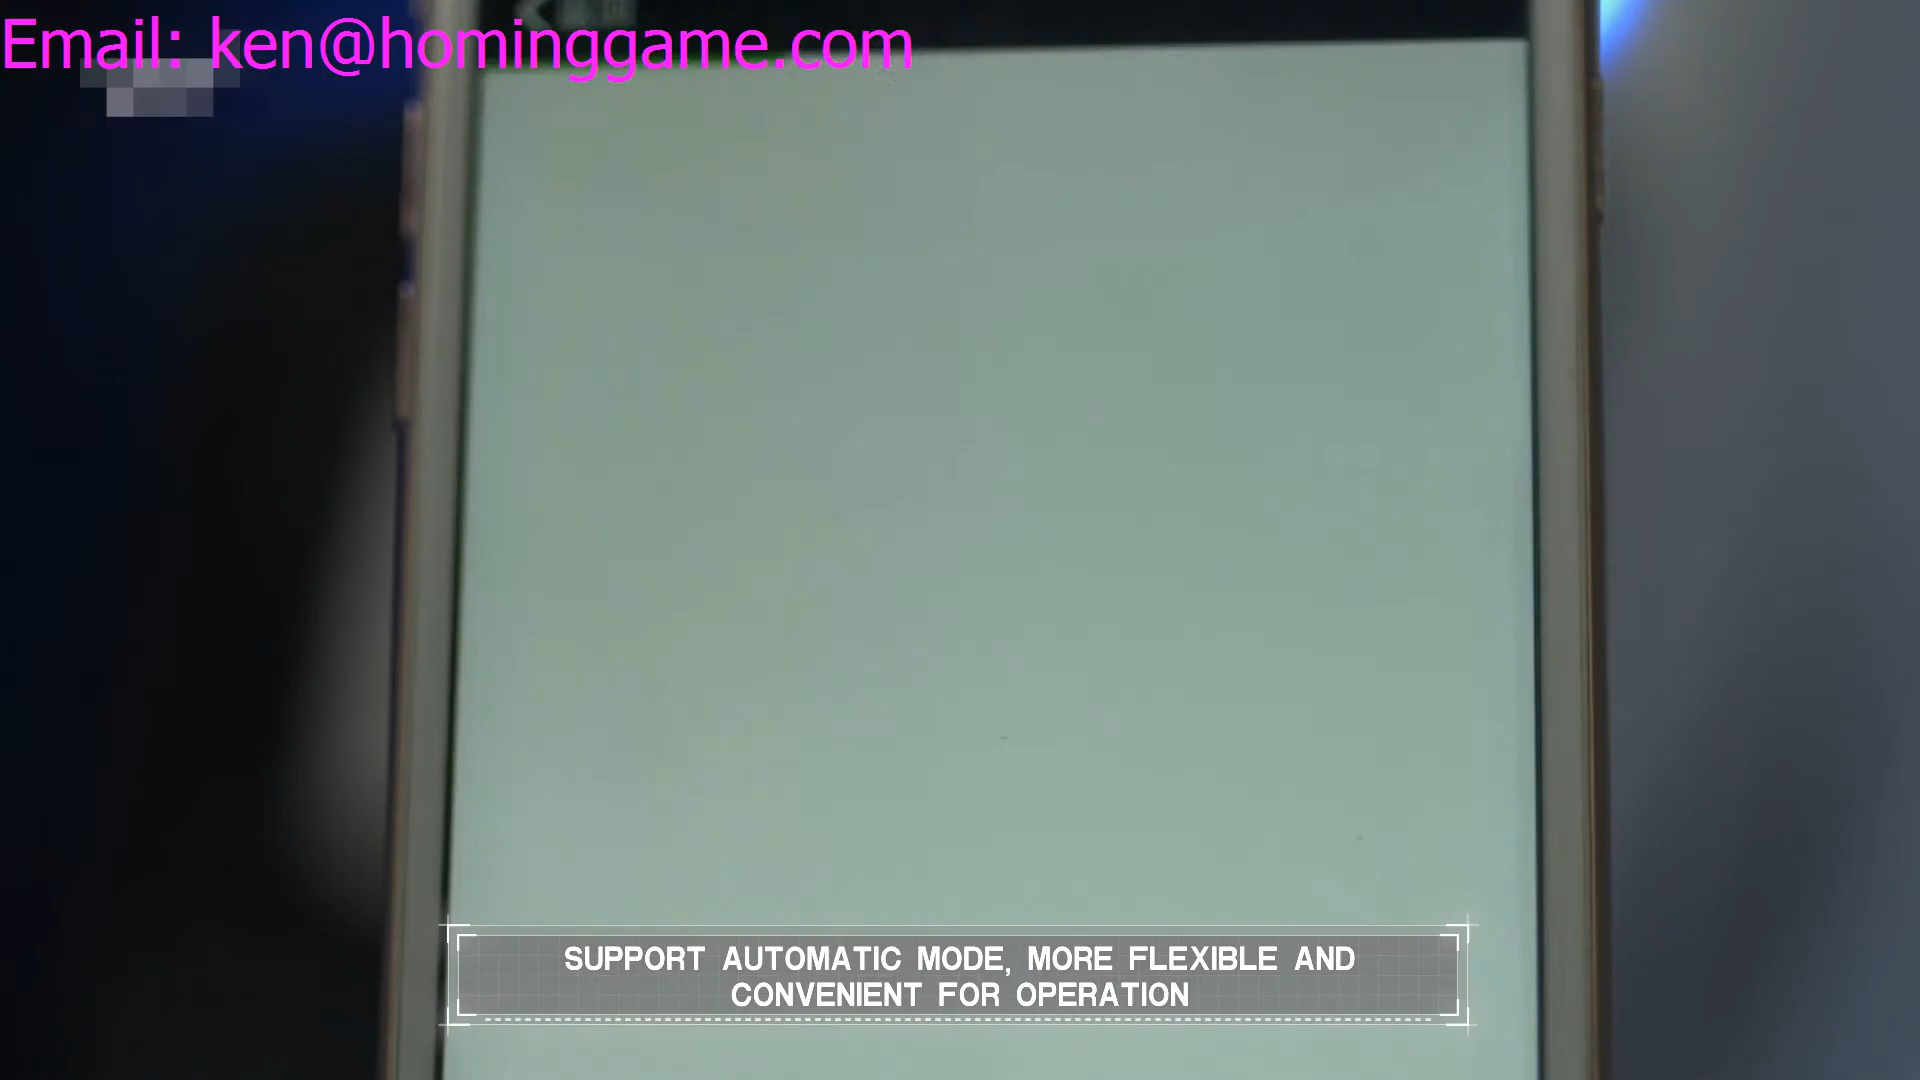 Email: ken@hominggame.com
SUPPORT AUTOMATIC MODE, MORE FLEXIBLE AND
CONVENIENT FOR OPERATION